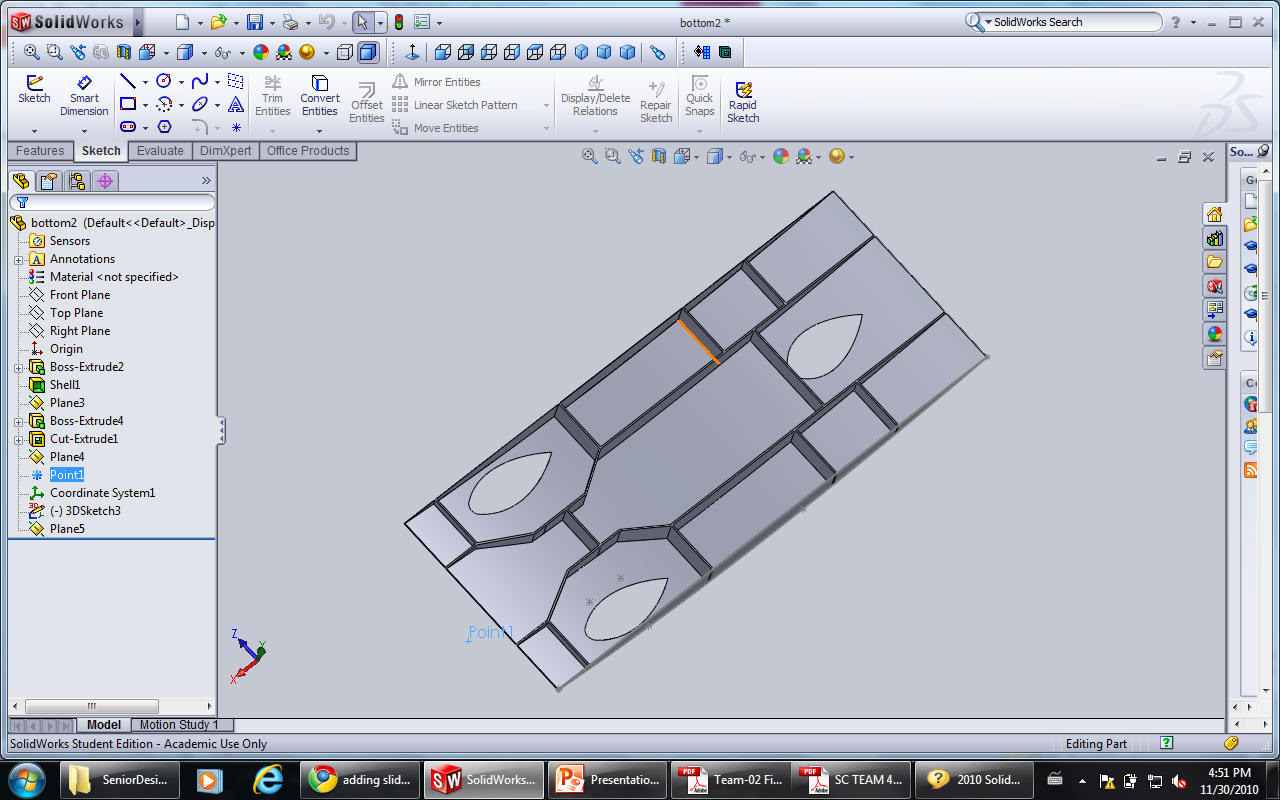 SolidWorks
bottom2 *
SolidWorks Search
Sketch
Smart Dimension
Trim Entities
Convert Entities
Offset Entities
Mirror Entities
Linear Sketch Pattern
Move Entities
Display/Delete Relations
Repair Sketch
Quick Snaps
Rapid Sketch
Features
Sketch
Evaluate
DimXpert
Office Products
So...
bottom2 (Default<<Default>_Disp
Sensors
Annotations
Material <not specified>
Front Plane
Top Plane
Right Plane
Origin
Boss-Extrude2
Shell1
Plane3
Boss-Extrude4
Cut-Extrude1
Plane4
Point1
Coordinate System1
(-) 3DSketch3
Plane5
Point1
Z
Y
X
Model
Motion Study 1
SolidWorks Student Edition - Academic Use Only
Editing Part
SeniorDesi...
adding slid...
SolidWorks...
Presentatio...
Team-02 Fi...
SC TEAM 4...
2010 Solid...
4:51 PM
11/30/2010